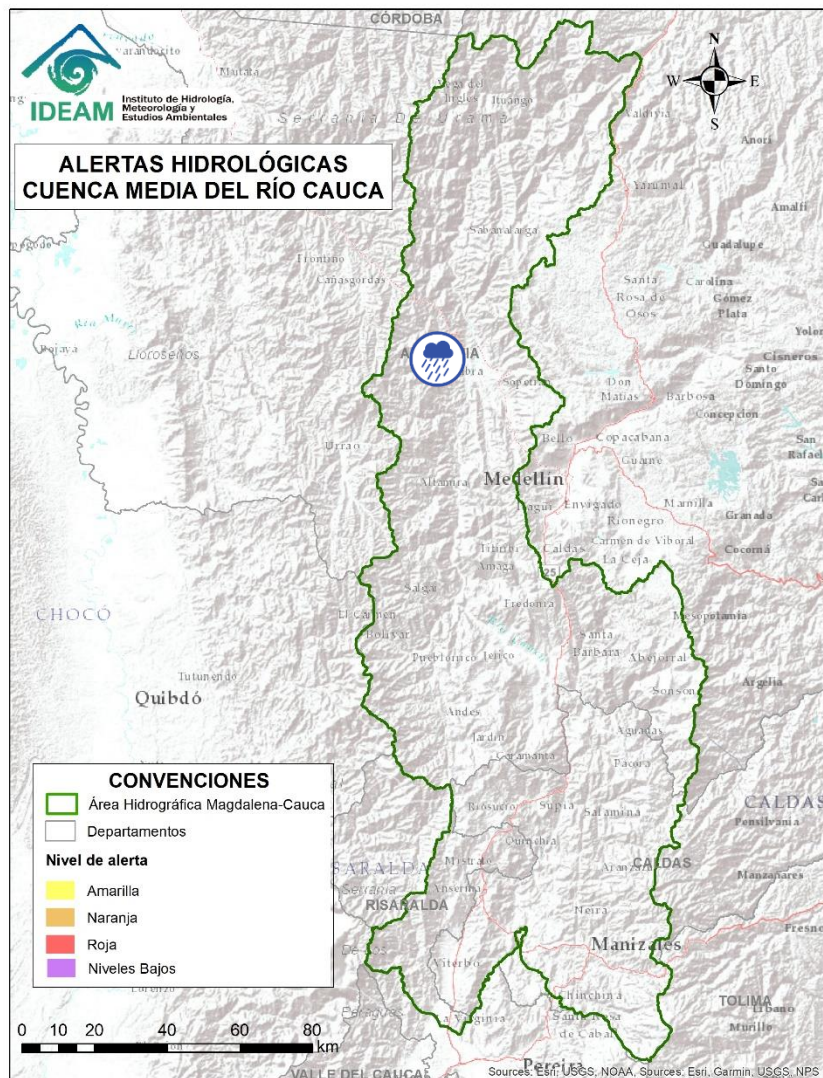 CÓRDOBA
IDEAM
Instituto de Hidrología,
Meteorología y
Estudios Ambientales
N
W
E
S
ALERTAS HIDROLÓGICAS
CUENCA MEDIA DEL RÍO CAUCA
Mutatá
Ituango
Valdivia
Anorí
Yarumal
Amalfi
Sabanalarga
Guadalupe
Frontino
Cañasgordas
Santa
Rosa de
Osos
Carolina
Gómez
Plata
Cisneros
Santo
Domingo
Sopetrán
Don
Matías
Barbosa
Concepción
Bello
Copacabana
San
Rafael
Urrao
Guarne
Altamira
Medellín
Itagüí
Envigado
Marinilla
Rionegro
Granada
Carmen de Viboral
Cocorná
Titiribí
Caldas
La Ceja
Amagá
25
Salgar
Fredonia
CHOCÓ
El Carmen
Bolívar
Mesopotamia
Santa
Bárbara
Abejorral
Pueblorrico
Jericó
Tutunendo
Argelia
Quibdó
Sonsón
Andes
Aguadas
Jardín
Caramanta
Pácora
CONVENCIONES
Área Hidrográfica Magdalena-Cauca
Departamentos
Nivel de alerta
Amarilla
Naranja
Roja
Niveles Bajos
Riosucio
Supía
Salamina
CALDAS
Pensilvania
Quinchía
Mistrató
CALDAS
Manzanares
RISARALDA
Neira
Manizales
Viterbo
Chinchiná
TOLIMA
Líbano
La Virginia
Santa Rosa
de Cabal
Murillo
Pereira
VALLE DEL CAUCA
0 10 20 40 60 80
km
Sources: Esri, USGS, NOAA, Sources: Esri, Garmin, USGS, NPS